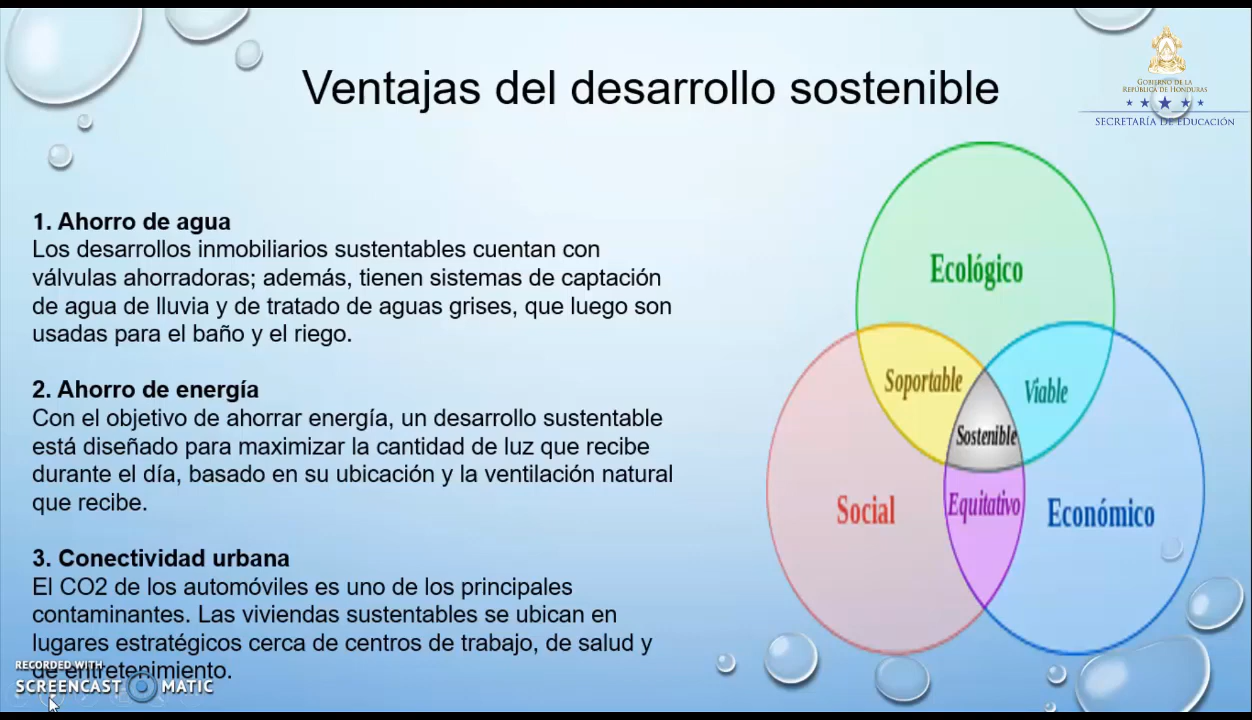 Ventajas del desarrollo sostenible
GOBIERNO DE LA
REPÚBLICA DE HONDURAS
SECRETARÍA DE EDUCACIÓN
1. Ahorro de agua
Los desarrollos inmobiliarios sustentables cuentan con
válvulas ahorradoras; además, tienen sistemas de captación
de agua de lluvia y de tratado de aguas grises, que luego son
usadas para el baño y el riego.
2. Ahorro de energía
Con el objetivo de ahorrar energía, un desarrollo sustentable
está diseñado para maximizar la cantidad de luz que recibe
durante el día, basado en su ubicación y la ventilación natural
que recibe.
3. Conectividad urbana
El CO2 de los automóviles es uno de los principales
contaminantes. Las viviendas sustentables se ubican en
lugares estratégicos cerca de centros de trabajo, de salud y
de entretenimiento.
Ecológico
Soportable
Viable
Sostenible
Social
Equitativo
Económico
RECORDED WITH
SCREENCAST MATIC